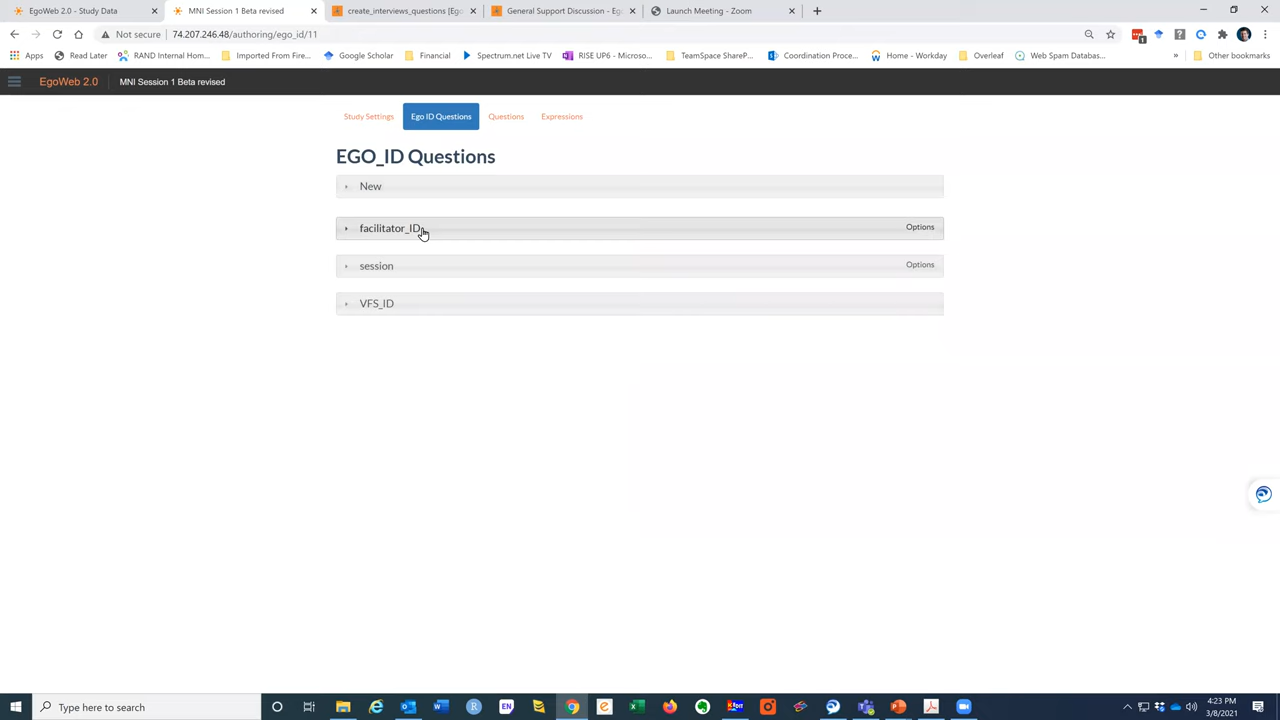 EgoWeb 2.0 - Study Data
MNI Session 1 Beta revised
create_interviews_questions [Ego
General Support Discussion - Eg
Launch Meeting - Zoom
Not secure | 74.207.246.48/authoring/ego_id/11
Apps
Read Later
RAND Internal Hom...
Imported From Fire...
Google Scholar
Financial
Spectrum.net Live TV
RISE UP6 - Microso...
TeamSpace ShareP...
Coordination Proce...
Home - Workday
Overleaf
Web Spam Databas...
»
Other bookmarks
EgoWeb 2.0
MNI Session 1 Beta revised
Study Settings
Ego ID Questions
Questions
Expressions
EGO_ID Questions
New
facilitator_ID
Options
session
Options
VFS_ID
Type here to search
4:23 PM
3/8/2021